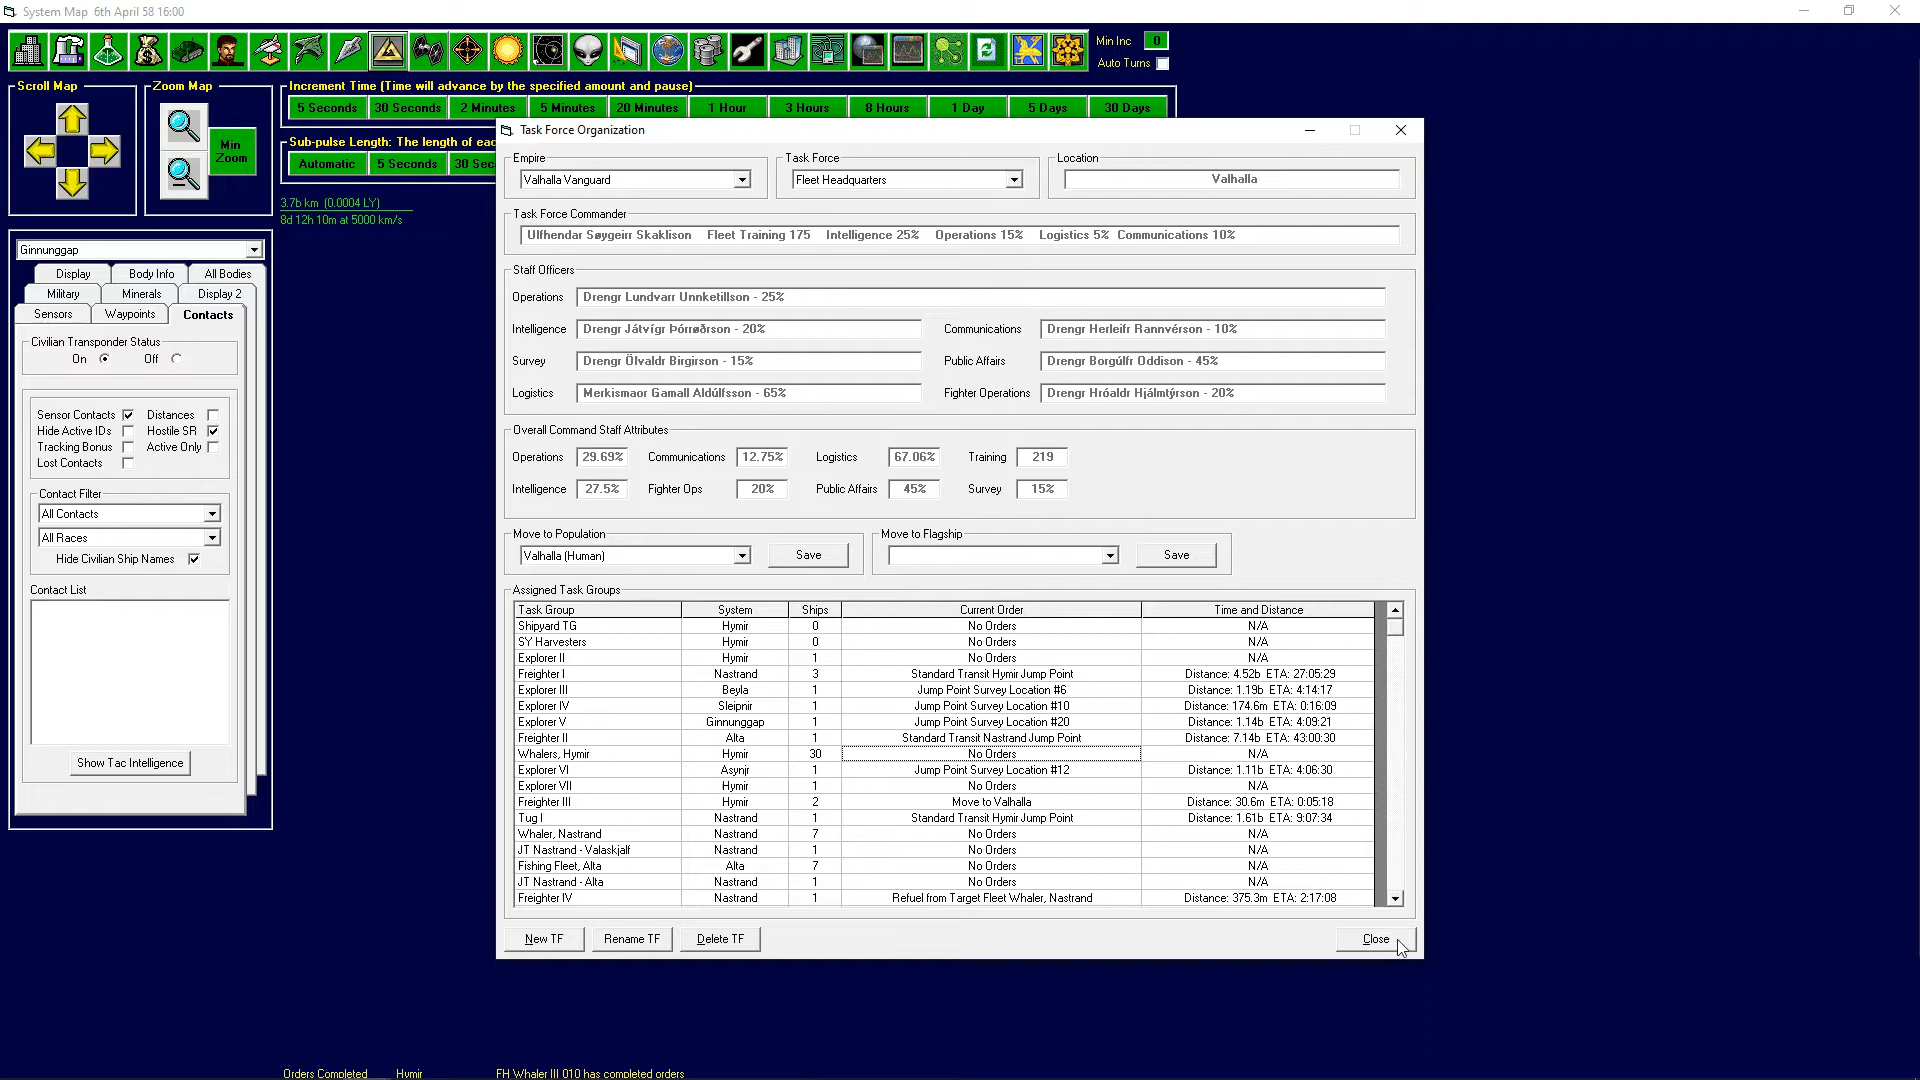 System Map 6th April 58 16:00
Min Inc 0
Auto Turns
Scroll Map
Zoom Map
Min Zoom
Increment Time (Time will advance by the specified amount and pause)
5 Seconds 30 Seconds 2 Minutes 5 Minutes 20 Minutes 1 Hour 3 Hours 8 Hours 1 Day 5 Days 30 Days
Sub-pulse Length: The length of eac
Automatic 5 Seconds 30 Sec
3.7b km (0.0004 LY)
8d 12h 10m at 5000 km/s
Ginnunggap
Display Body Info All Bodies
Military Minerals Display 2
Sensors Waypoints Contacts
Civilian Transponder Status
On Off
Sensor Contacts Distances
Hide Active IDs Hostile SR
Tracking Bonus Active Only
Lost Contacts
Contact Filter
All Contacts
All Races
Hide Civilian Ship Names
Contact List
Show Tac Intelligence
Task Force Organization
Empire Task Force Location
Valhalla Vanguard Fleet Headquarters Valhalla
Task Force Commander
Ulfhendar Søygeirr Skaklison Fleet Training 175 Intelligence 25% Operations 15% Logistics 5% Communications 10%
Staff Officers
Operations Drengr Lundvarr Unnketillson - 25%
Intelligence Drengr Játvígr Þórrøðrson - 20% Communications Drengr Herleifr Rannvérson - 10%
Survey Drengr Ölvaldr Birgirson - 15% Public Affairs Drengr Borgúlfr Oddison - 45%
Logistics Merkismaor Gamall Aldúlfsson - 65% Fighter Operations Drengr Hróaldr Hjálmtýrson - 20%
Overall Command Staff Attributes
Operations 29.69% Communications 12.75% Logistics 67.06% Training 219
Intelligence 27.5% Fighter Ops 20% Public Affairs 45% Survey 15%
Move to Population Move to Flagship
Valhalla (Human) Save Save
Assigned Task Groups
Task Group System Ships Current Order Time and Distance
Shipyard TG Hymir 0 No Orders N/A
SY Harvesters Hymir 0 No Orders N/A
Explorer II Hymir 1 No Orders N/A
Freighter I Nastrand 3 Standard Transit Hymir Jump Point Distance: 4.52b ETA: 27:05:29
Explorer III Beyla 1 Jump Point Survey Location #6 Distance: 1.19b ETA: 4:14:17
Explorer IV Sleipnir 1 Jump Point Survey Location #10 Distance: 174.6m ETA: 0:16:09
Explorer V Ginnunggap 1 Jump Point Survey Location #20 Distance: 1.14b ETA: 4:09:21
Freighter II Alta 1 Standard Transit Nastrand Jump Point Distance: 7.14b ETA: 43:00:30
Whalers, Hymir Hymir 30 No Orders N/A
Explorer VI Asynjr 1 Jump Point Survey Location #12 Distance: 1.11b ETA: 4:06:30
Explorer VII Hymir 1 No Orders N/A
Freighter III Hymir 2 Move to Valhalla Distance: 30.6m ETA: 0:05:18
Tug I Nastrand 1 Standard Transit Hymir Jump Point Distance: 1.61b ETA: 9:07:34
Whaler, Nastrand Nastrand 7 No Orders N/A
JT Nastrand - Valaskjalf Nastrand 1 No Orders N/A
Fishing Fleet, Alta Alta 7 No Orders N/A
JT Nastrand - Alta Nastrand 1 No Orders N/A
Freighter IV Nastrand 1 Refuel from Target Fleet Whaler, Nastrand Distance: 375.3m ETA: 2:17:08
New TF Rename TF Delete TF Close
Orders Completed Hymir FH Whaler III 010 has completed orders